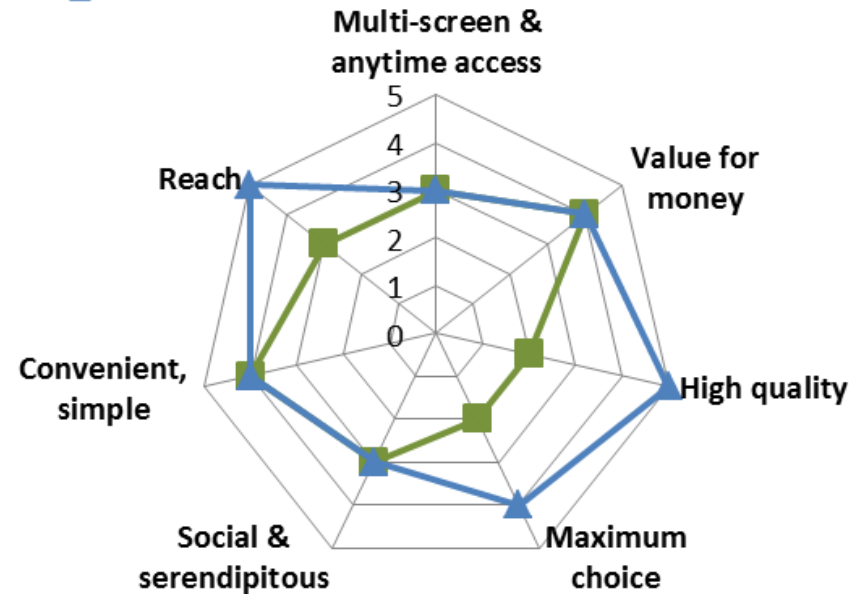 Multi-screen &
anytime access
5
4
3
2
1
0
Value for
money
High quality
Maximum
choice
Social &
serendipitous
Convenient,
simple
Reach